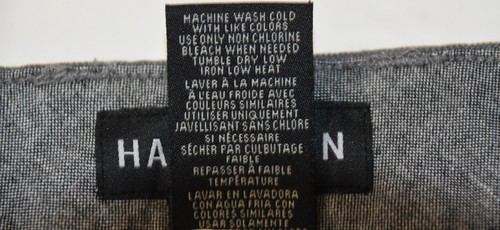 MACHINE WASH COLD
WITH LIKE COLORS
USE ONLY NON CHLORINE
BLEACH WHEN NEEDED
TUMBLE DRY LOW
IRON LOW HEAT
LAVER À LA MACHINE
À L'EAU FROIDE AVEC
COULEURS SIMILAIRES
UTILISER UNIQUEMENT
JAVELLISANT SANS CHLORE
SI NÉCESSAIRE
SÉCHER PAR CULBUTAGE
FAIBLE
REPASSER À FAIBLE
TEMPÉRATURE
LAVAR EN LAVADORA
CON AGUA FRIA CON
COLORES SIMILARES
USAR SOLAMENTE
HA N